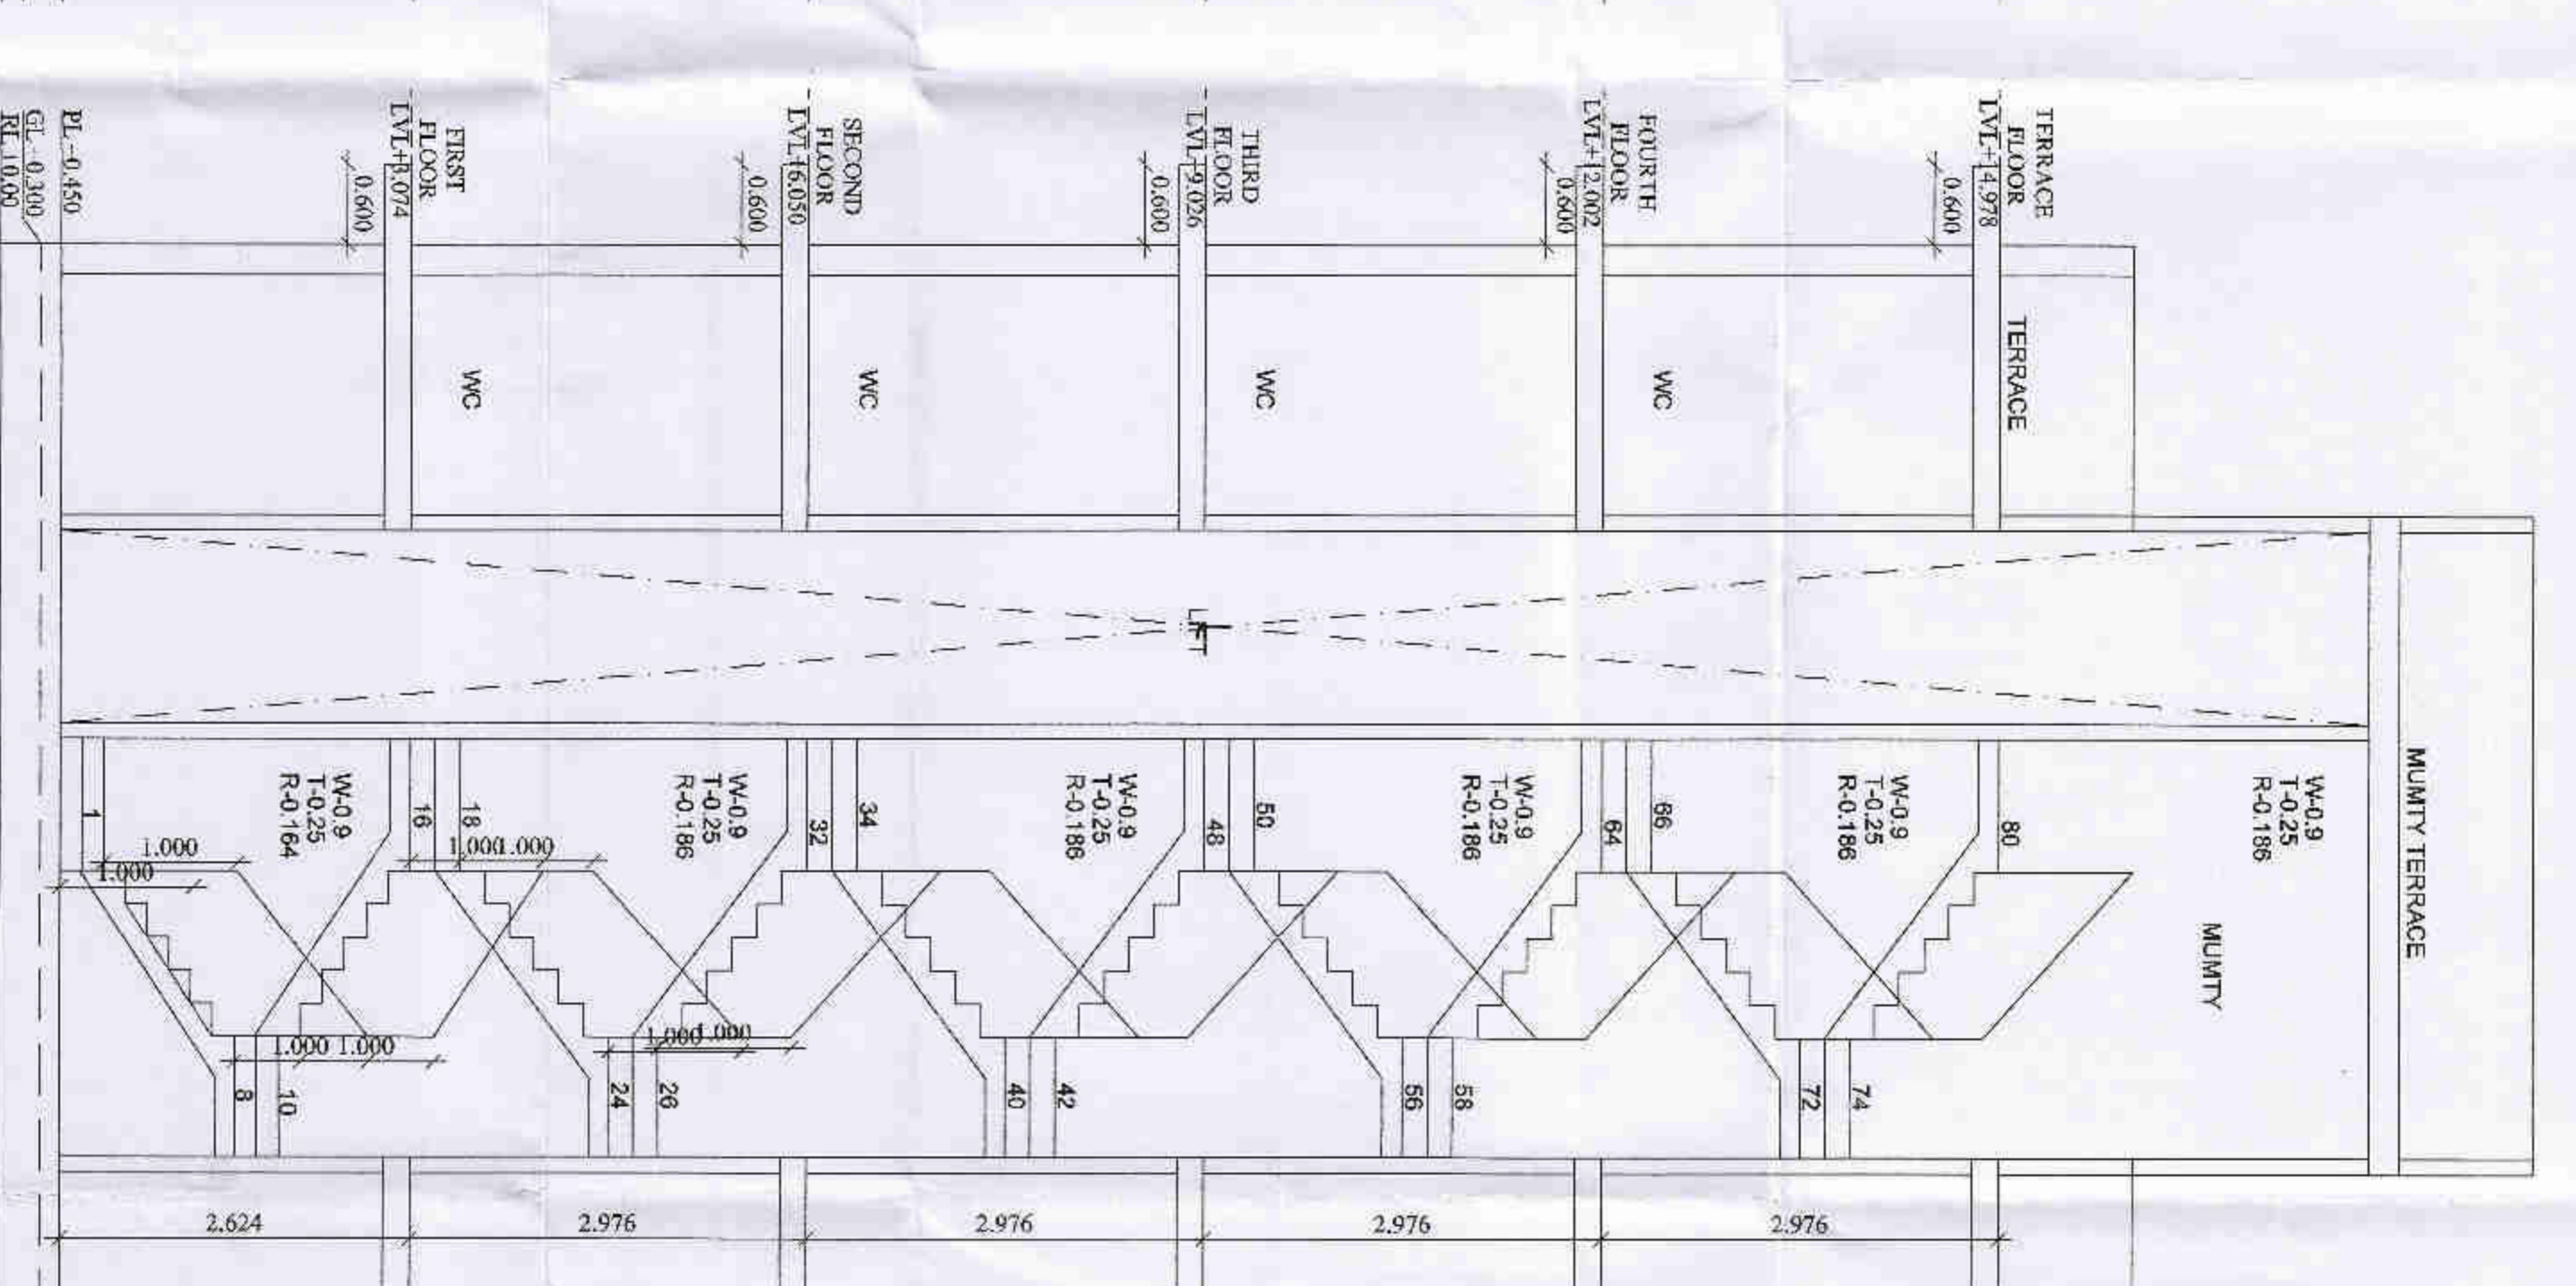 TERRACE
FLOOR
LVL+14.978
0.600
FOURTH
FLOOR
LVL+12.002
0.600
THIRD
FLOOR
LVL+9.026
0.600
SECOND
FLOOR
LVL+6.050
0.600
FIRST
FLOOR
LVL+3.074
0.600
PL +0.450
GL +0.300
RL ±0.00
TERRACE
WC
WC
WC
WC
LIFT
MUMTY TERRACE
MUMTY
W-0.9
T-0.25
R-0.186
80
W-0.9
T-0.25
R-0.186
66
64
W-0.9
T-0.25
R-0.186
50
48
W-0.9
T-0.25
R-0.186
34
32
W-0.9
T-0.25
R-0.186
18
16
W-0.9
T-0.25
R-0.164
1
1.000
1.000
1.000
1.000
1.000
1.000
1.000
1.000
74
72
58
56
42
40
26
24
10
8
2.624
2.976
2.976
2.976
2.976